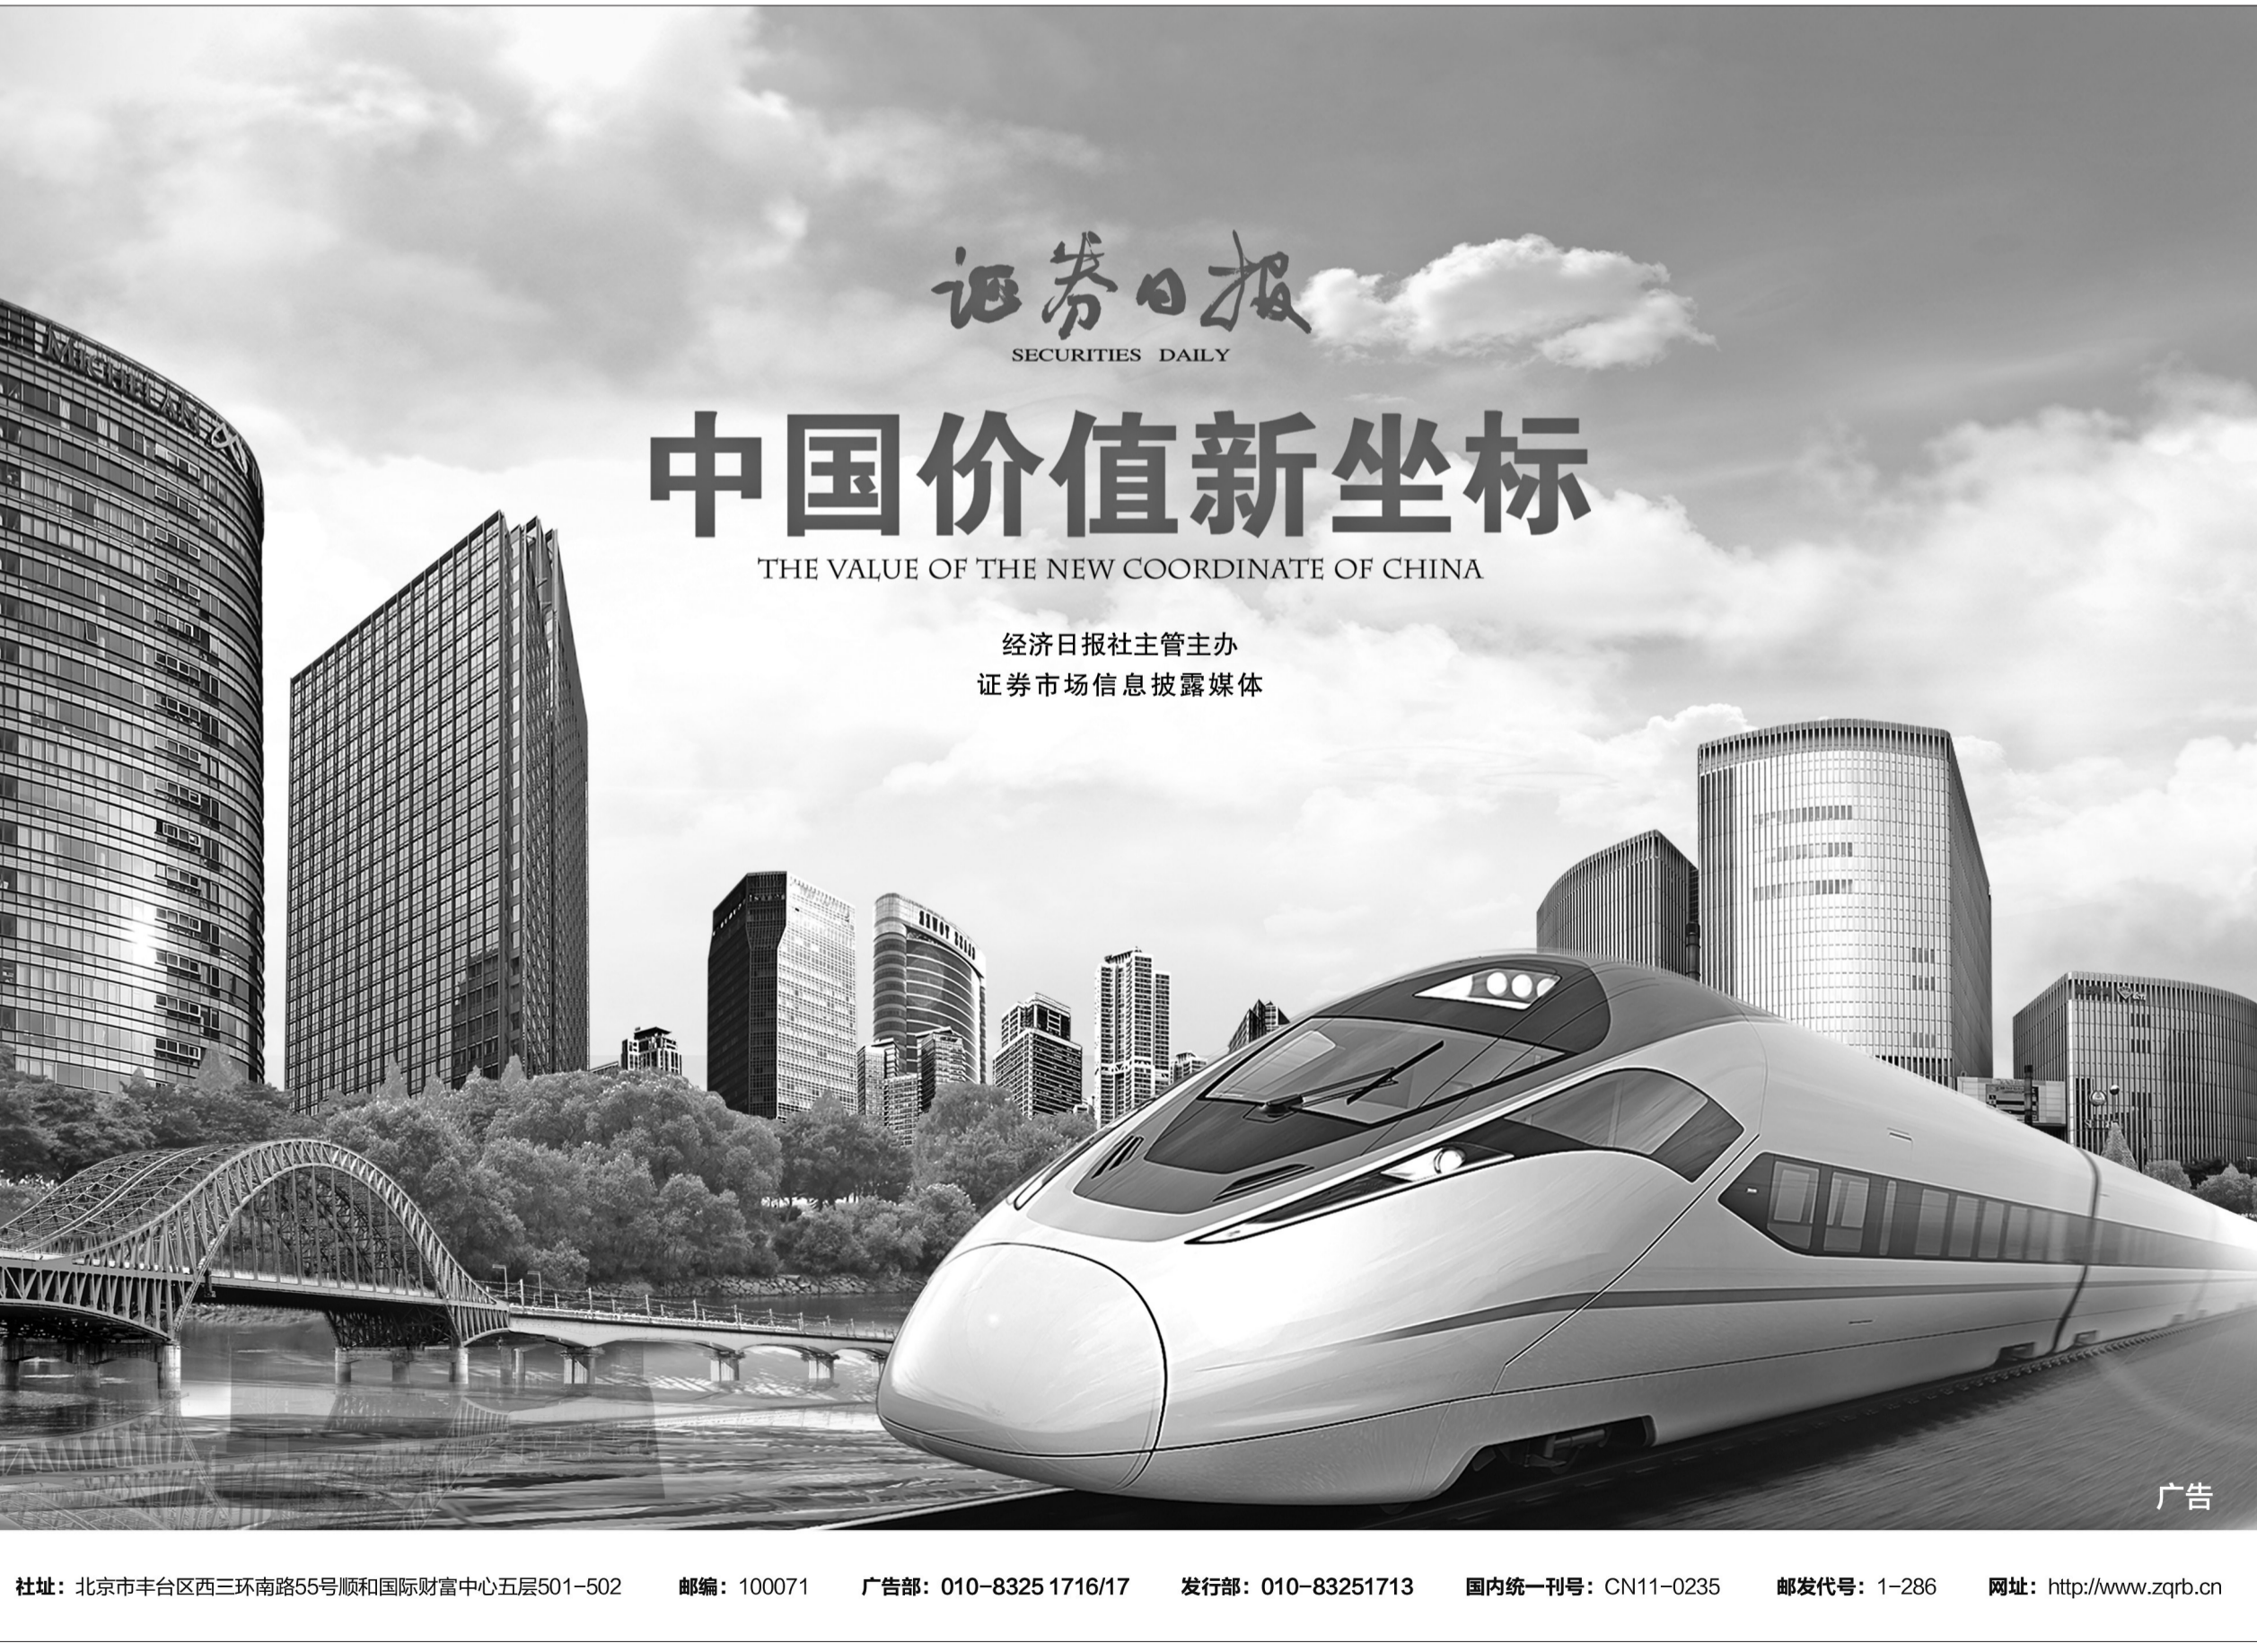 证券日报
SECURITIES DAILY
中国价值新坐标
THE VALUE OF THE NEW COORDINATE OF CHINA
经济日报社主管主办
证券市场信息披露媒体
MICHELAN
广告
社址：北京市丰台区西三环南路55号顺和国际财富中心五层501-502 邮编：100071 广告部：010-83251716/17 发行部：010-83251713 国内统一刊号：CN11-0235 邮发代号：1-286 网址：http://www.zqrb.cn